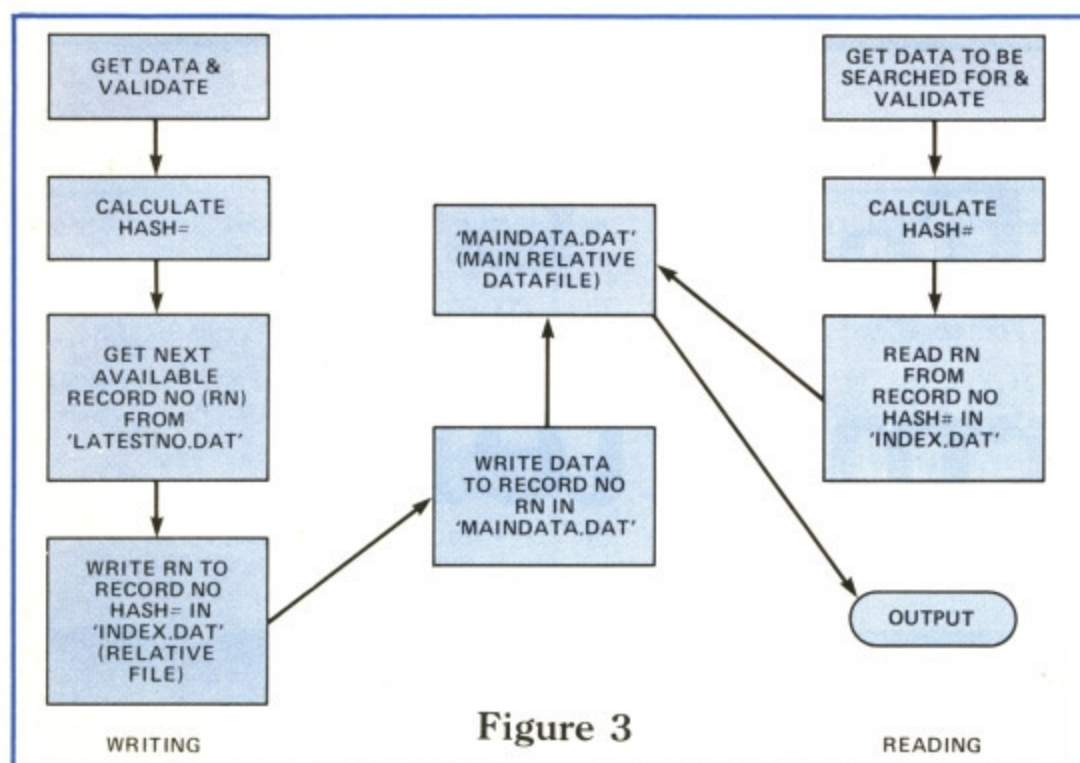 GET DATA &
VALIDATE
CALCULATE
HASH=
GET NEXT
AVAILABLE
RECORD NO (RN)
FROM
'LATESTNO.DAT'
WRITE RN TO
RECORD NO
HASH= IN
'INDEX.DAT'
(RELATIVE
FILE)
WRITING
'MAINDATA.DAT'
(MAIN RELATIVE
DATAFILE)
WRITE DATA
TO RECORD NO
RN IN
'MAINDATA.DAT'
Figure 3
GET DATA TO BE
SEARCHED FOR &
VALIDATE
CALCULATE
HASH#
READ RN
FROM
RECORD NO
HASH# IN
'INDEX.DAT'
OUTPUT
READING